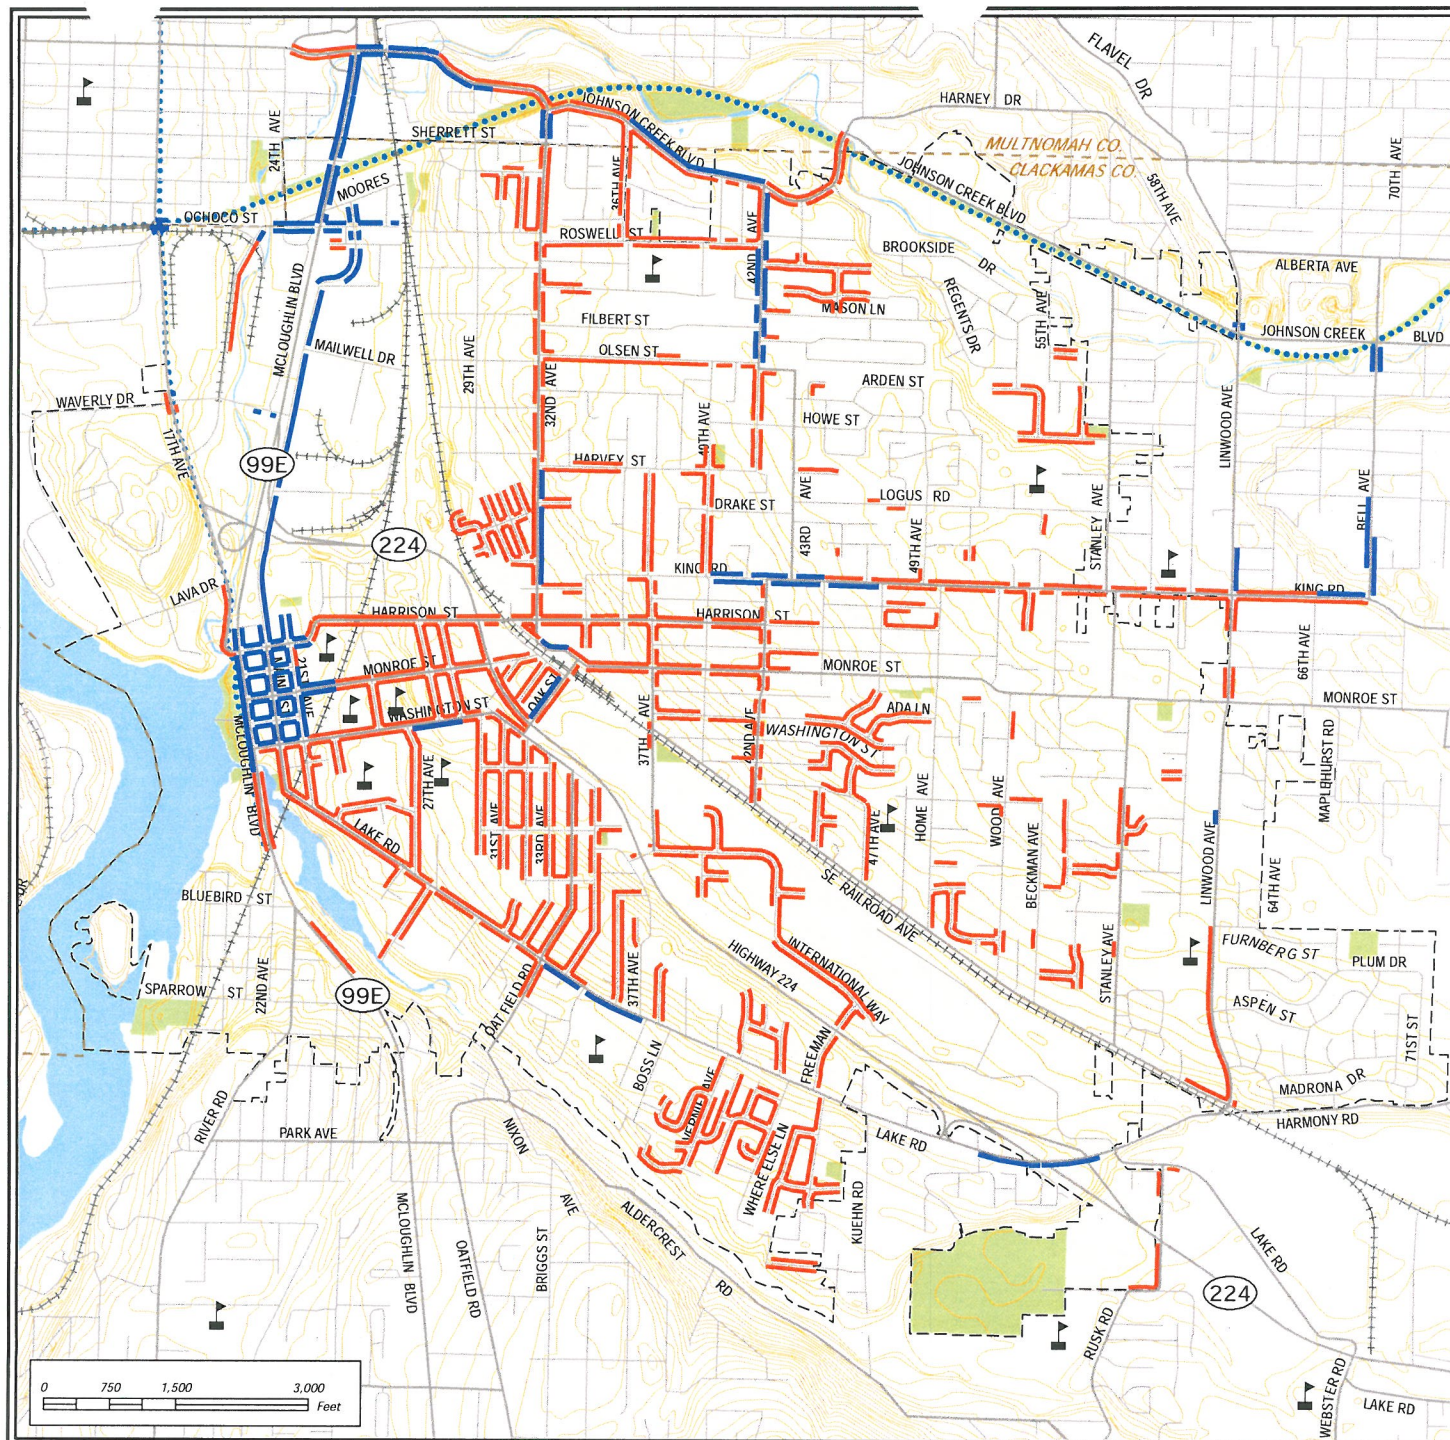 FLAVEL DR
HARNEY DR
JOHNSON CREEK BLVD
SHERRETT ST
24TH AVE
MOORES
MULTNOMAH CO.
CLACKAMAS CO.
70TH AVE
36TH AVE
58TH AVE
JOHNSON CREEK BLVD
OCHOCO ST
ROSWELL ST
42ND AVE
BROOKSIDE DR
ALBERTA AVE
MCLOUGHLIN BLVD
REGENTS DR
55TH AVE
MASON LN
FILBERT ST
JOHNSON CREEK BLVD
MAILWELL DR
29TH AVE
OLSEN ST
32ND AVE
ARDEN ST
WAVERLY DR
17TH AVE
40TH AVE
HOWE ST
LINWOOD AVE
99E
HARVEY ST
DRAKE ST
43RD AVE
LOGUS RD
STANLEY AVE
BELL AVE
224
49TH AVE
KING RD
KING RD
LAVA DR
HARRISON ST
HARRISON ST
21ST AVE
MAIN ST
MONROE ST
MONROE ST
66TH AVE
MONROE ST
OAK ST
WASHINGTON ST
37TH AVE
42ND AVE
WASHINGTON ST
ADA LN
MCLOUGHLIN BLVD
27TH AVE
MAPLEHURST RD
LAKE RD
31ST AVE
33RD AVE
47TH AVE
HOME AVE
WOOD AVE
BECKMAN AVE
LINWOOD AVE
64TH AVE
SE RAILROAD AVE
BLUEBIRD ST
STANLEY AVE
FURNBERG ST
PLUM DR
HIGHWAY 224
INTERNATIONAL WAY
22ND AVE
SPARROW ST
99E
OATFIELD RD
37TH AVE
ASPEN ST
71ST ST
BOSS LN
FREEMAN
MADRONA DR
RIVER RD
VERNIE AVE
HARMONY RD
PARK AVE
NIXON AVE
LAKE RD
WHERE ELSE LN
KUEHN RD
MCLOUGHLIN BLVD
OATFIELD RD
BRIGGS ST
ALDERCREST RD
LAKE RD
224
RUSK RD
WEBSTER RD
LAKE RD
0 750 1,500 3,000
Feet